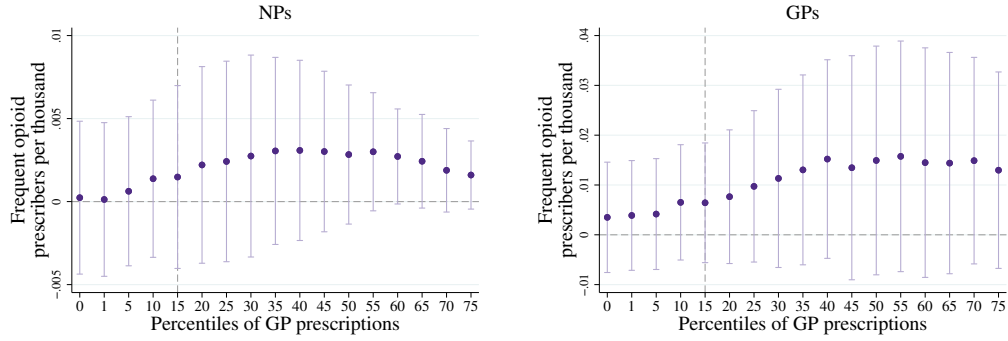 NPs
Frequent opioid
prescribers per thousand
.01
.005
0
-.005
0 1 5 10 15 20 25 30 35 40 45 50 55 60 65 70 75
Percentiles of GP prescriptions
GPs
Frequent opioid
prescribers per thousand
.04
.03
.02
.01
0
-.01
0 1 5 10 15 20 25 30 35 40 45 50 55 60 65 70 75
Percentiles of GP prescriptions